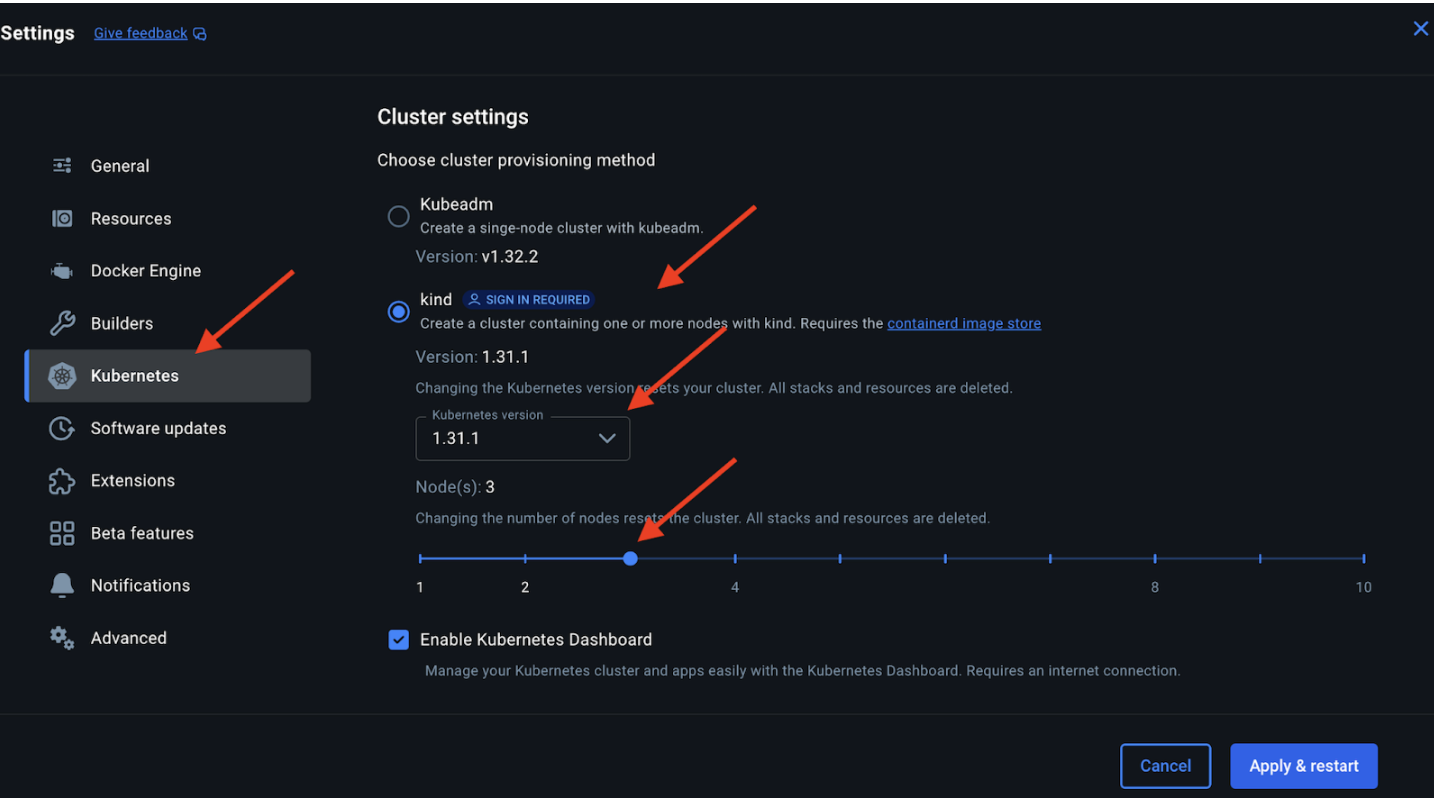 Settings Give feedback
Cluster settings
Choose cluster provisioning method
General
Resources
Docker Engine
Builders
Kubernetes
Software updates
Extensions
Beta features
Notifications
Advanced
Kubeadm
Create a singe-node cluster with kubeadm.
Version: v1.32.2
kind SIGN IN REQUIRED
Create a cluster containing one or more nodes with kind. Requires the containerd image store
Version: 1.31.1
Changing the Kubernetes version resets your cluster. All stacks and resources are deleted.
Kubernetes version
1.31.1
Node(s): 3
Changing the number of nodes resets the cluster. All stacks and resources are deleted.
1 2 4 8 10
Enable Kubernetes Dashboard
Manage your Kubernetes cluster and apps easily with the Kubernetes Dashboard. Requires an internet connection.
Cancel Apply & restart